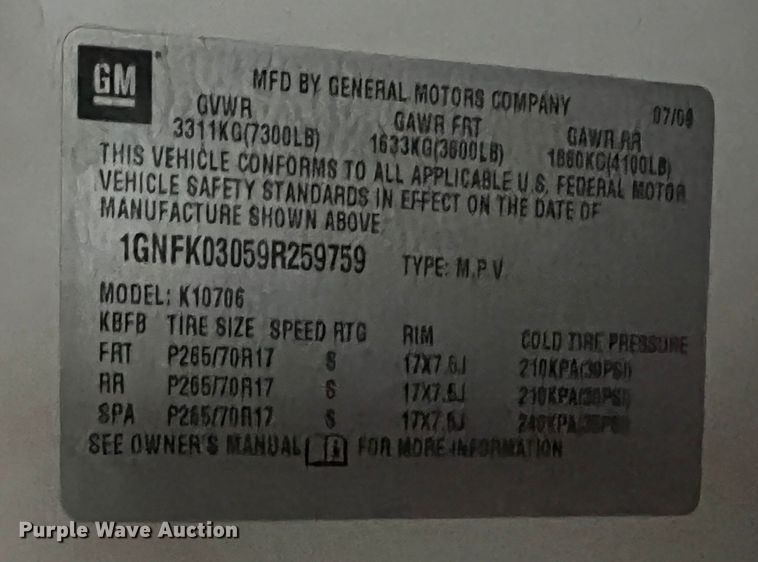 GM
MFD BY GENERAL MOTORS COMPANY 07/09
GVWR GAWR FRT GAWR RR
3311KG(7300LB) 1633KG(3600LB) 1860KG(4100LB)
THIS VEHICLE CONFORMS TO ALL APPLICABLE U.S. FEDERAL MOTOR
VEHICLE SAFETY STANDARDS IN EFFECT ON THE DATE OF
MANUFACTURE SHOWN ABOVE
1GNFK03059R259759 TYPE: M.P.V
MODEL: K10706
KBFB TIRE SIZE SPEED RTG RIM COLD TIRE PRESSURE
FRT P265/70R17 S 17X7.5J 210KPA(30PSI)
RR P265/70R17 S 17X7.5J 210KPA(30PSI)
SPA P265/70R17 S 17X7.5J 240KPA(35PSI)
SEE OWNER'S MANUAL FOR MORE INFORMATION
Purple Wave Auction